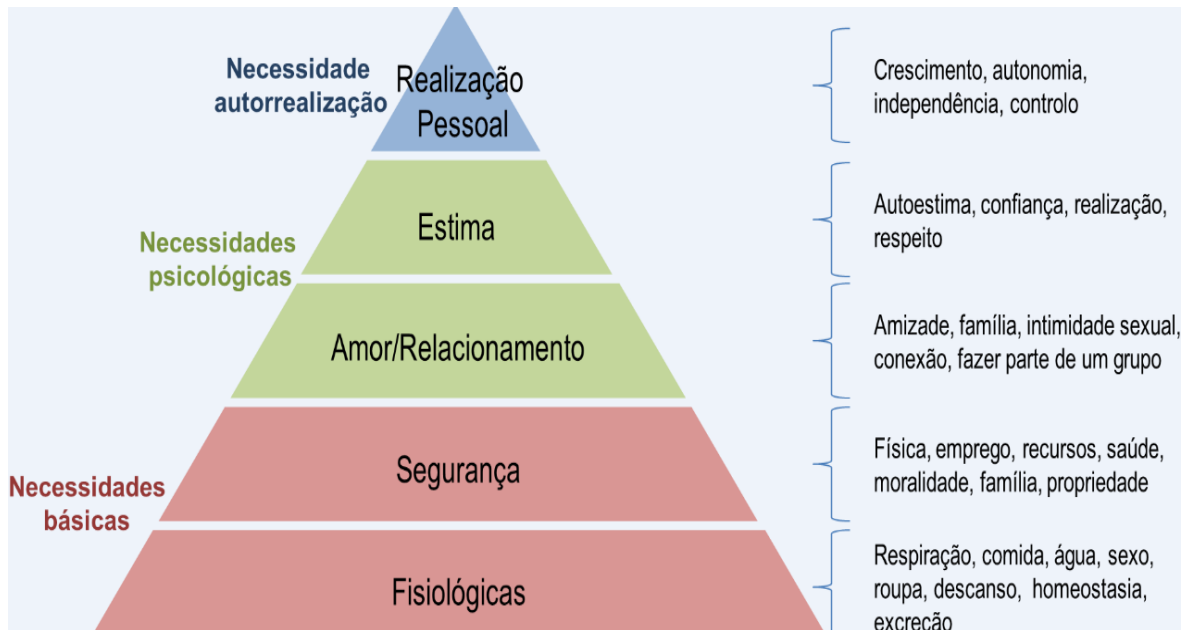 Necessidade
autorrealização
Realização
Pessoal
Crescimento, autonomia,
independência, controlo
Necessidades
psicológicas
Estima
Autoestima, confiança, realização,
respeito
Amor/Relacionamento
Amizade, família, intimidade sexual,
conexão, fazer parte de um grupo
Necessidades
básicas
Segurança
Física, emprego, recursos, saúde,
moralidade, família, propriedade
Fisiológicas
Respiração, comida, água, sexo,
roupa, descanso, homeostasia,
excreção